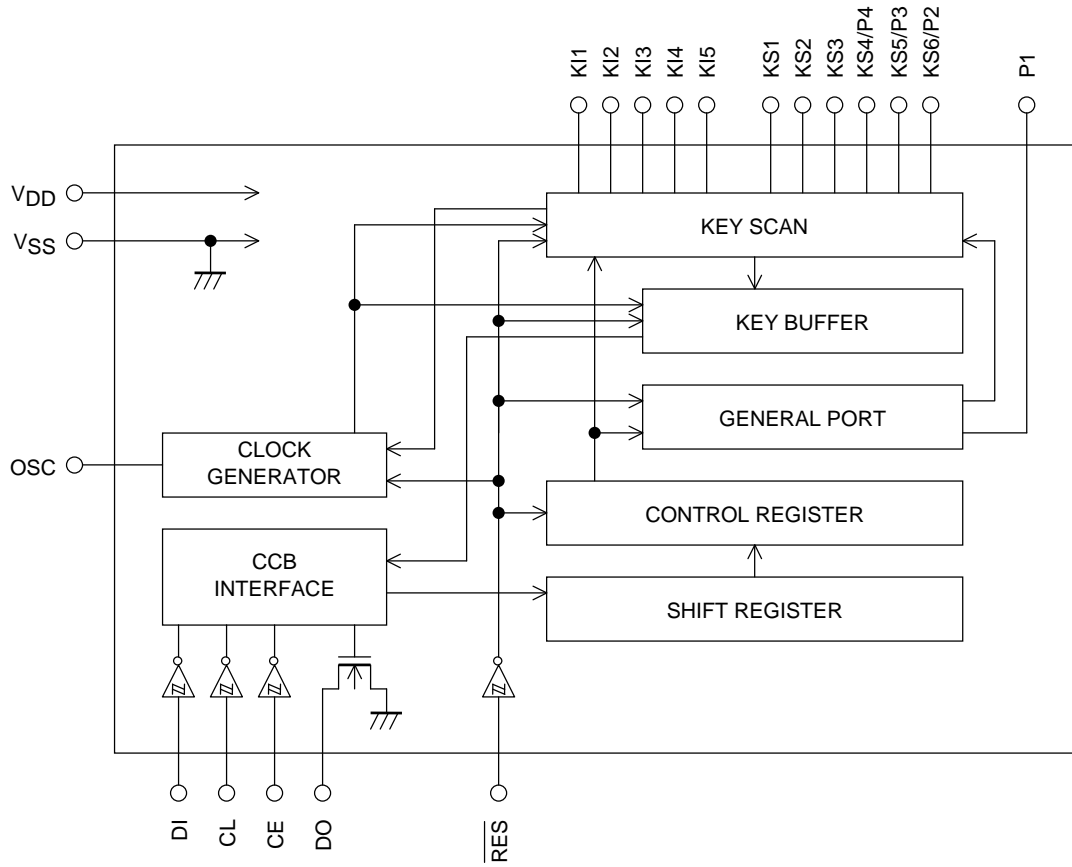 KI1
KI2
KI3
KI4
KI5
KS1
KS2
KS3
KS4/P4
KS5/P3
KS6/P2
P1
VDD
VSS
KEY SCAN
KEY BUFFER
GENERAL PORT
OSC
CLOCK
GENERATOR
CONTROL REGISTER
CCB
INTERFACE
SHIFT REGISTER
DI
CL
CE
DO
RES